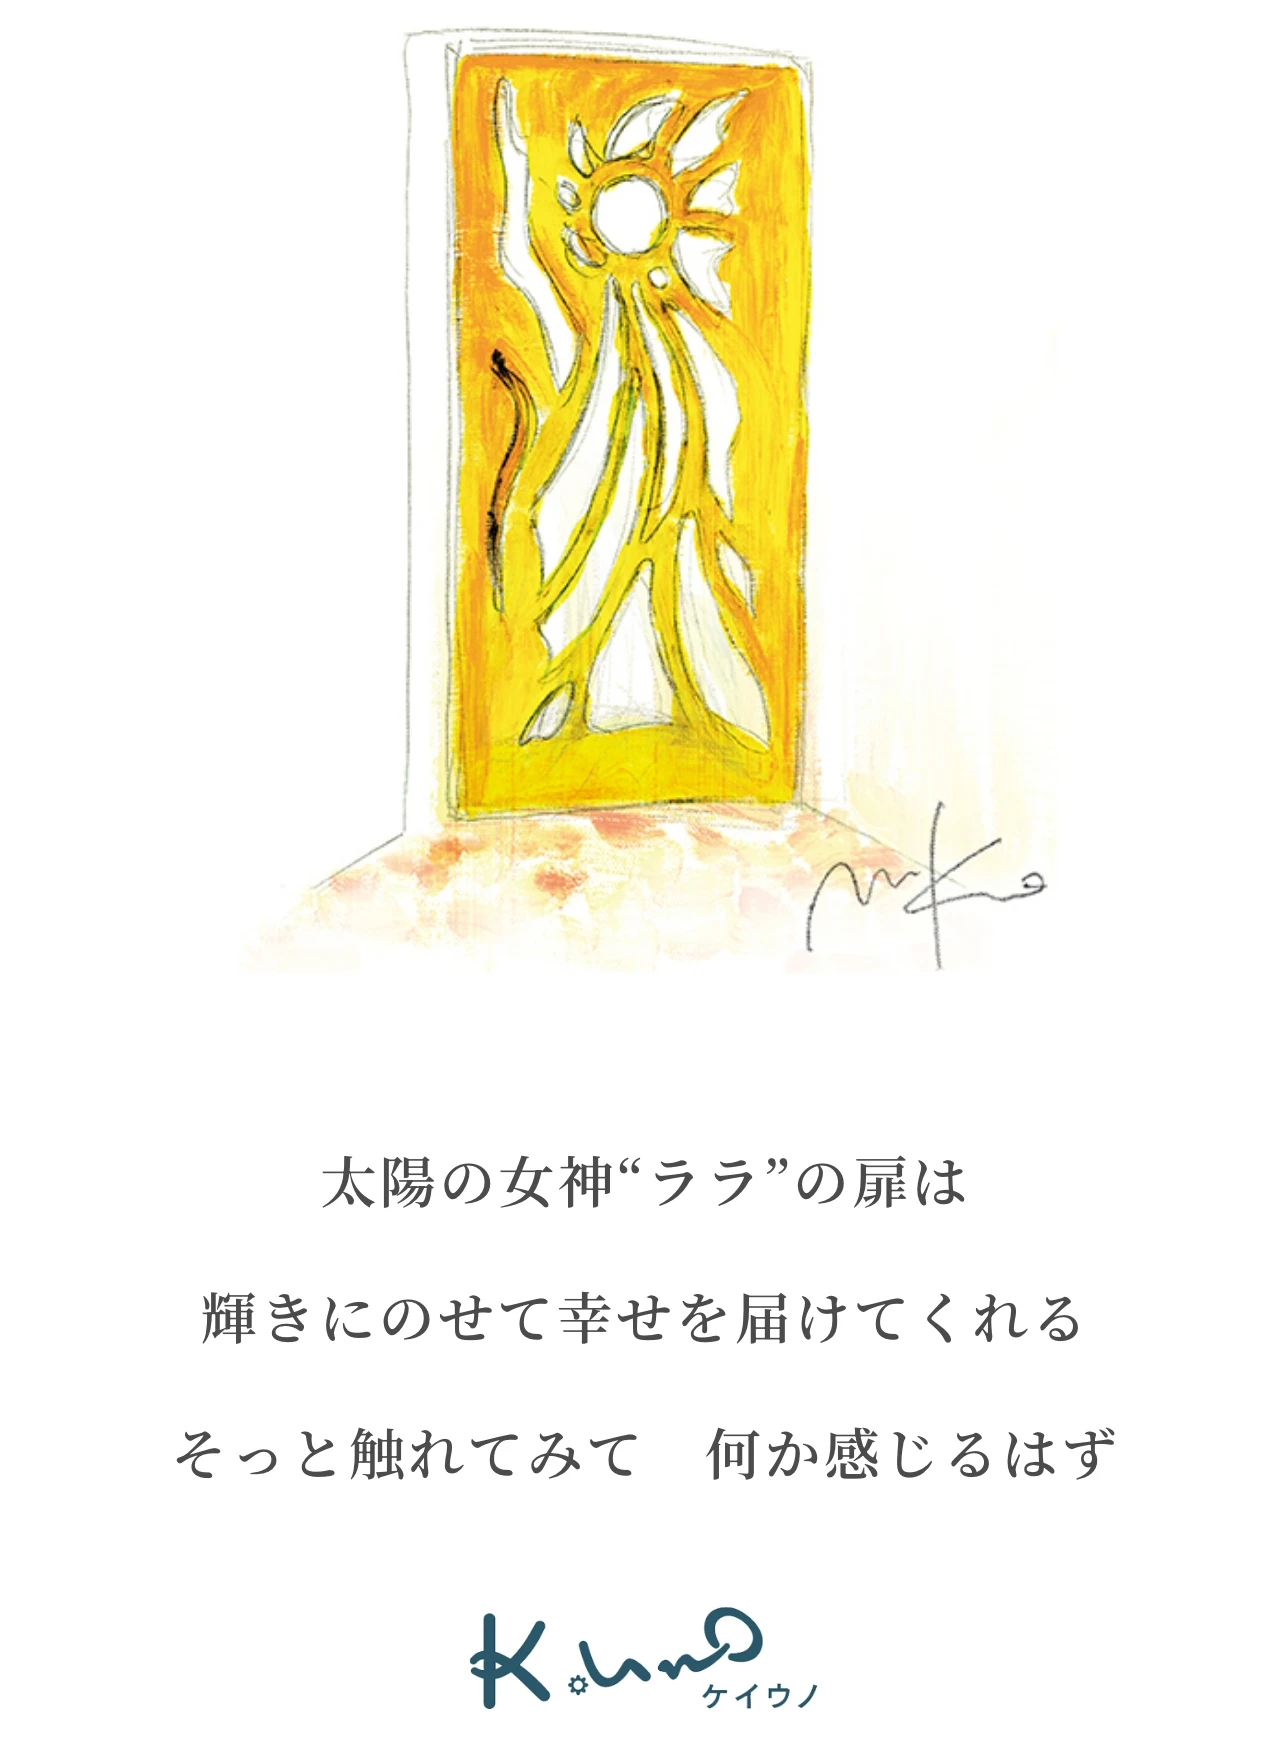 太陽の女神“ララ”の扉は
輝きにのせて幸せを届けてくれる
そっと触れてみて　何か感じるはず
K.uno
ケイウノ